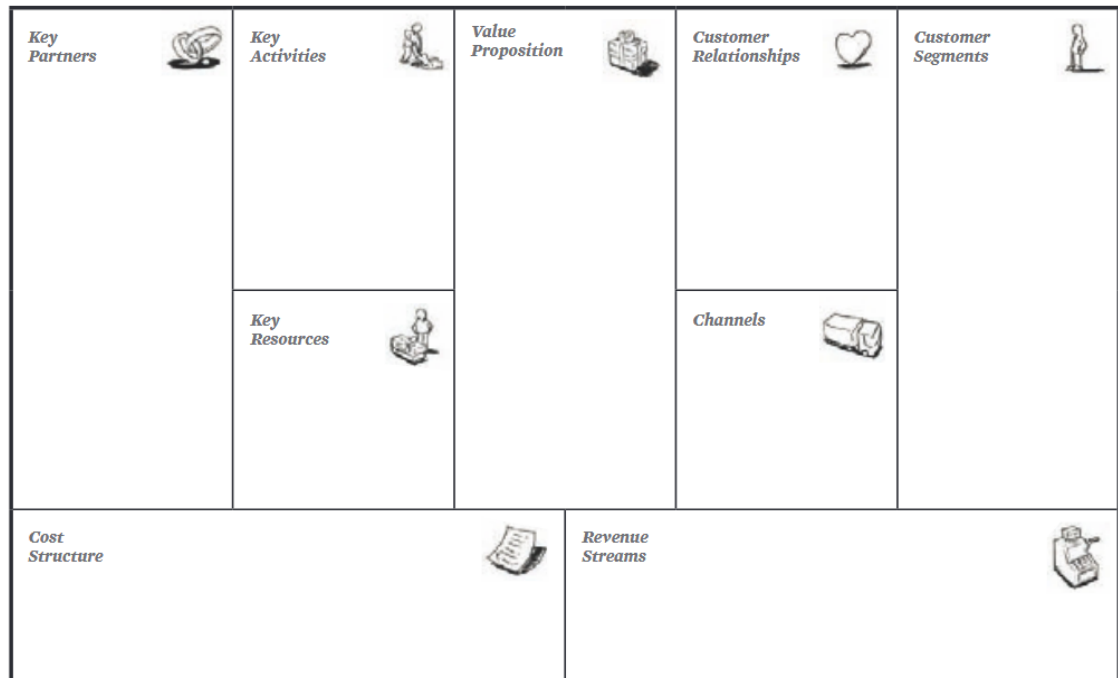 Key
Partners
Key
Activities
Value
Proposition
Customer
Relationships
Customer
Segments
Key
Resources
Channels
Cost
Structure
Revenue
Streams